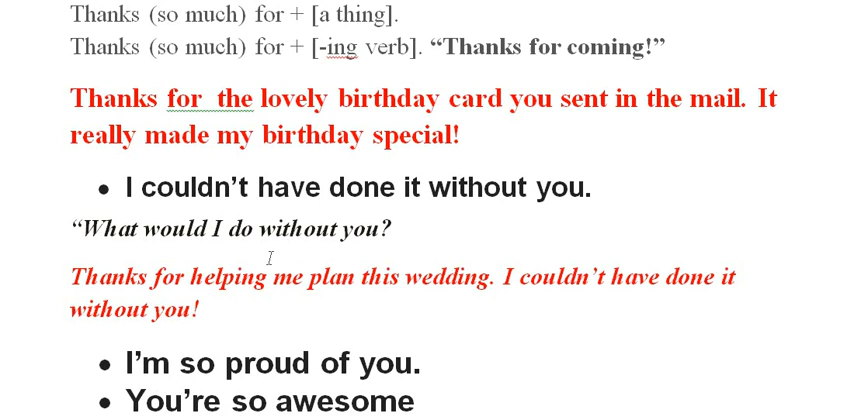 Thanks (so much) for + [a thing].
Thanks (so much) for + [-ing verb]. “Thanks for coming!”
Thanks for  the lovely birthday card you sent in the mail. It
really made my birthday special!
• I couldn’t have done it without you.
“What would I do without you?
Thanks for helping me plan this wedding. I couldn’t have done it
without you!
• I’m so proud of you.
• You’re so awesome